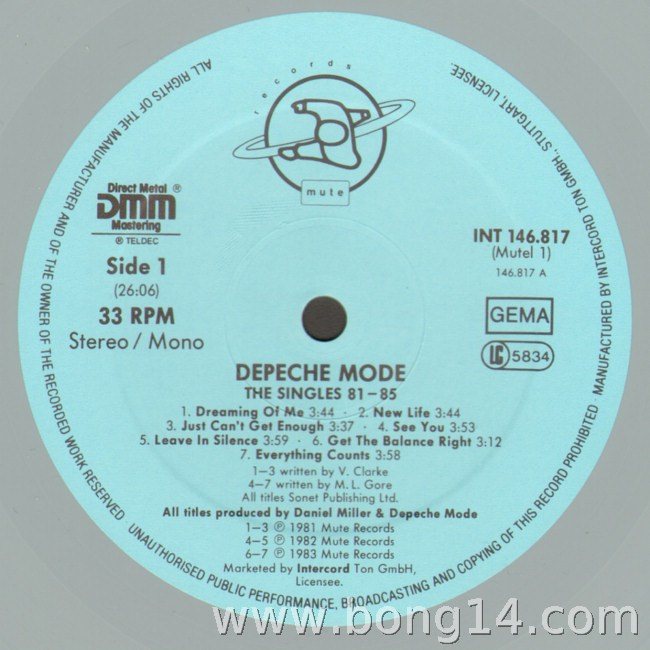 records
mute
Direct Metal ®
DMM
Mastering
® TELDEC
Side 1
(26:06)
33 RPM
Stereo / Mono
INT 146.817
(Mutel 1)
146.817 A
GEMA
LC 5834
DEPECHE MODE
THE SINGLES 81–85
1. Dreaming Of Me 3:44 · 2. New Life 3:44
3. Just Can't Get Enough 3:37 · 4. See You 3:53
5. Leave In Silence 3:59 · 6. Get The Balance Right 3:12
7. Everything Counts 3:58
1–3 written by V. Clarke
4–7 written by M. L. Gore
All titles Sonet Publishing Ltd.
All titles produced by Daniel Miller & Depeche Mode
1–3 ℗ 1981 Mute Records
4–5 ℗ 1982 Mute Records
6–7 ℗ 1983 Mute Records
Marketed by Intercord Ton GmbH,
Licensee.
ALL RIGHTS OF THE MANUFACTURER AND OF THE OWNER OF THE RECORDED WORK RESERVED · UNAUTHORISED PUBLIC PERFORMANCE, BROADCASTING AND COPYING OF THIS RECORD PROHIBITED · MANUFACTURED BY INTERCORD TON GMBH., STUTTGART, LICENSEE.
www.bong14.com